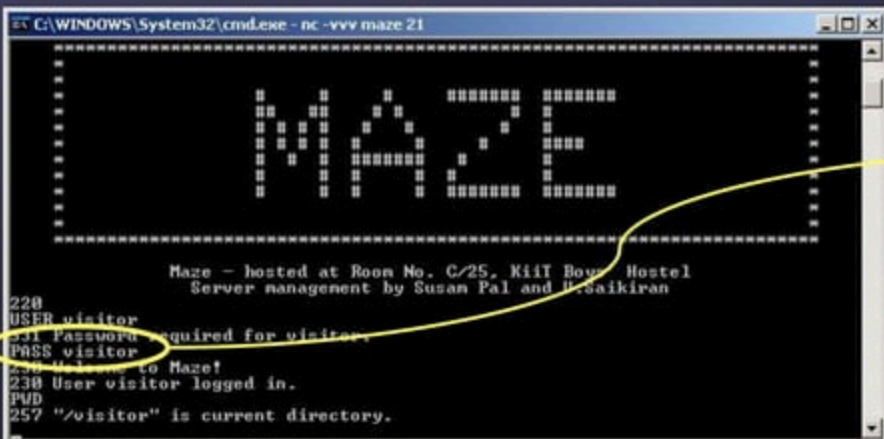 C:\WINDOWS\System32\cmd.exe - nc -vvv maze 21
MAZE
Maze - hosted at Room No. C/25, KiiT Boys Hostel
Server management by Susam Pal and V.Saikiran
220
USER visitor
331 Password required for visitor.
PASS visitor
230 Welcome to Maze!
230 User visitor logged in.
PWD
257 "/visitor" is current directory.